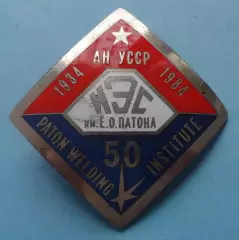 АН УССР
1934
1984
ИЭС
ИМ. Е.О.ПАТОНА
50
PATON WELDING
INSTITUTE